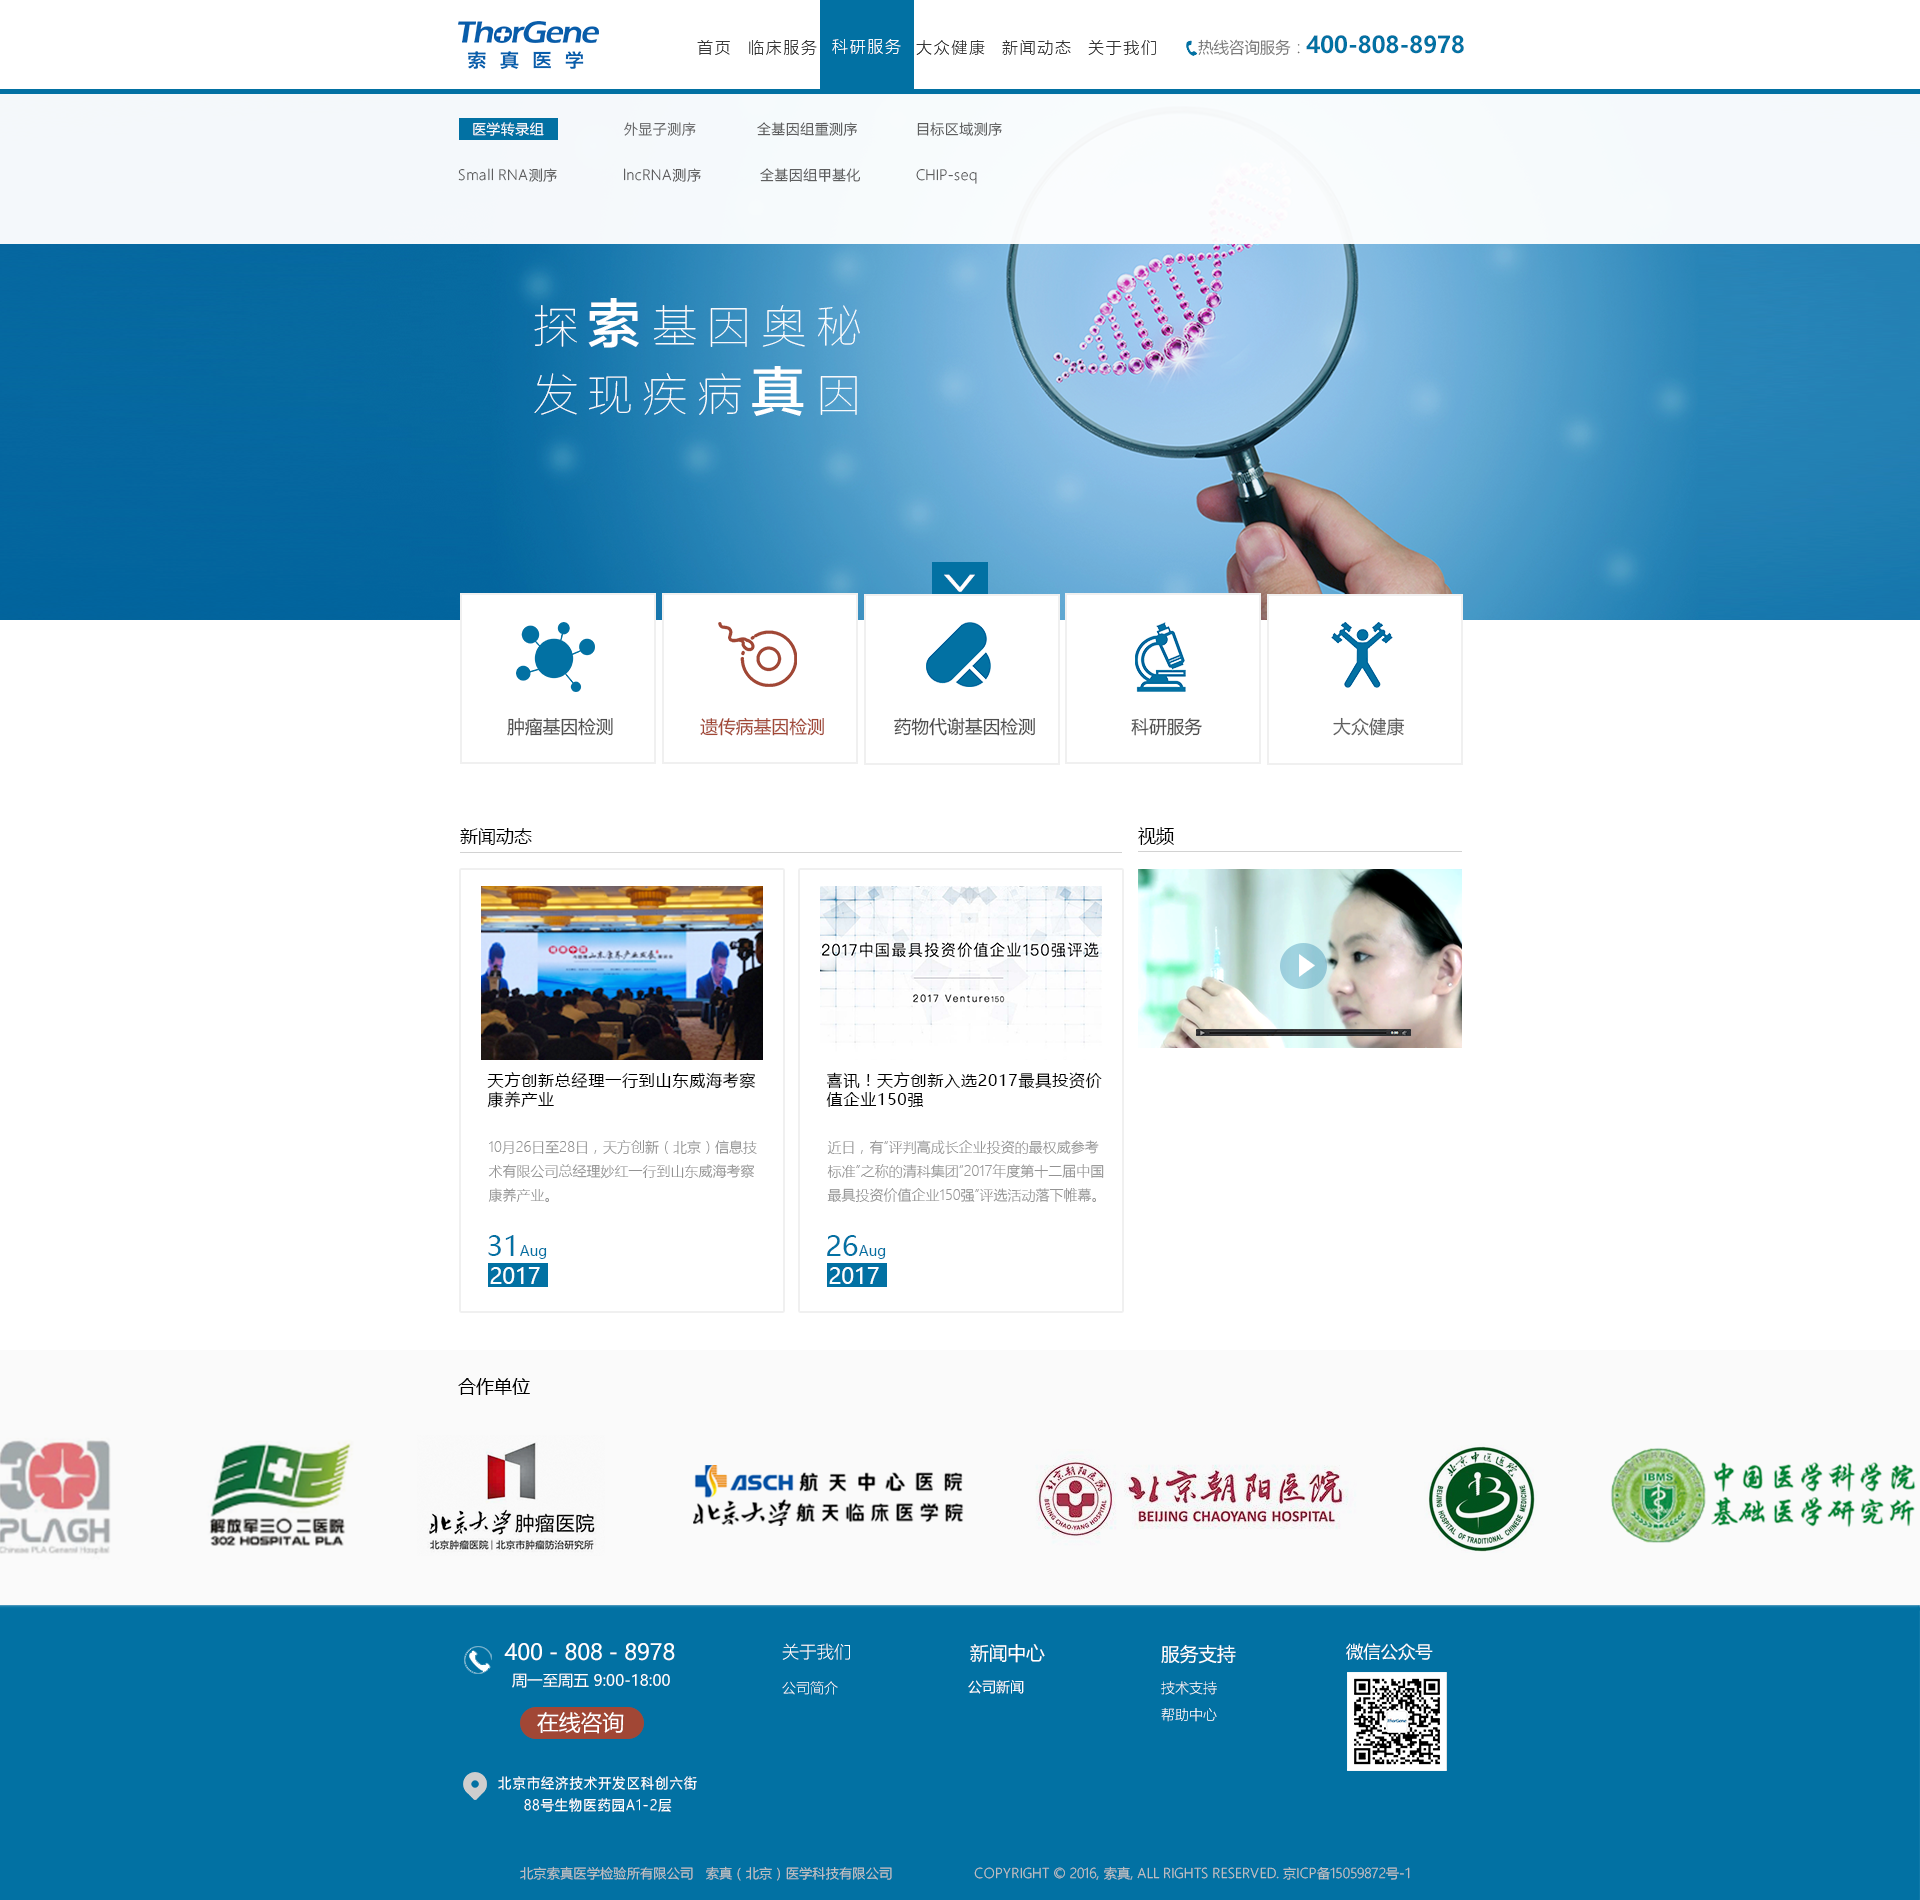 ThorGene
索真医学
首页 临床服务 科研服务 大众健康 新闻动态 关于我们 热线咨询服务：400-808-8978
医学转录组 外显子测序 全基因组重测序 目标区域测序
Small RNA测序 lncRNA测序 全基因组甲基化 CHIP-seq
探索基因奥秘
发现疾病真因
肿瘤基因检测 遗传病基因检测 药物代谢基因检测 科研服务 大众健康
新闻动态
视频
2017中国最具投资价值企业150强评选
2017 Venture150
天方创新总经理一行到山东威海考察
康养产业
10月26日至28日，天方创新（北京）信息技
术有限公司总经理妙红一行到山东威海考察
康养产业。
31Aug
2017
喜讯！天方创新入选2017最具投资价
值企业150强
近日，有“评判高成长企业投资的最权威参考
标准”之称的清科集团“2017年度第十二届中国
最具投资价值企业150强”评选活动落下帷幕。
26Aug
2017
合作单位
301
PLAGH
Chinese PLA General Hospital
解放军三〇二医院
302 HOSPITAL PLA
北京大学肿瘤医院
北京肿瘤医院 | 北京市肿瘤防治研究所
ASCH 航天中心医院
北京大学航天临床医学院
北京朝阳医院
BEIJING CHAO-YANG HOSPITAL
北京朝阳医院
BEIJING CHAOYANG HOSPITAL
北京中医医院
BEIJING HOSPITAL OF TRADITIONAL CHINESE MEDICINE
IBMS
中国医学科学院
基础医学研究所
400 - 808 - 8978
周一至周五 9:00-18:00
在线咨询
北京市经济技术开发区科创六街
88号生物医药园A1-2层
关于我们
公司简介
新闻中心
公司新闻
服务支持
技术支持
帮助中心
微信公众号
ThorGene
北京索真医学检验所有限公司 索真（北京）医学科技有限公司 COPYRIGHT © 2016, 索真, ALL RIGHTS RESERVED. 京ICP备15059872号-1